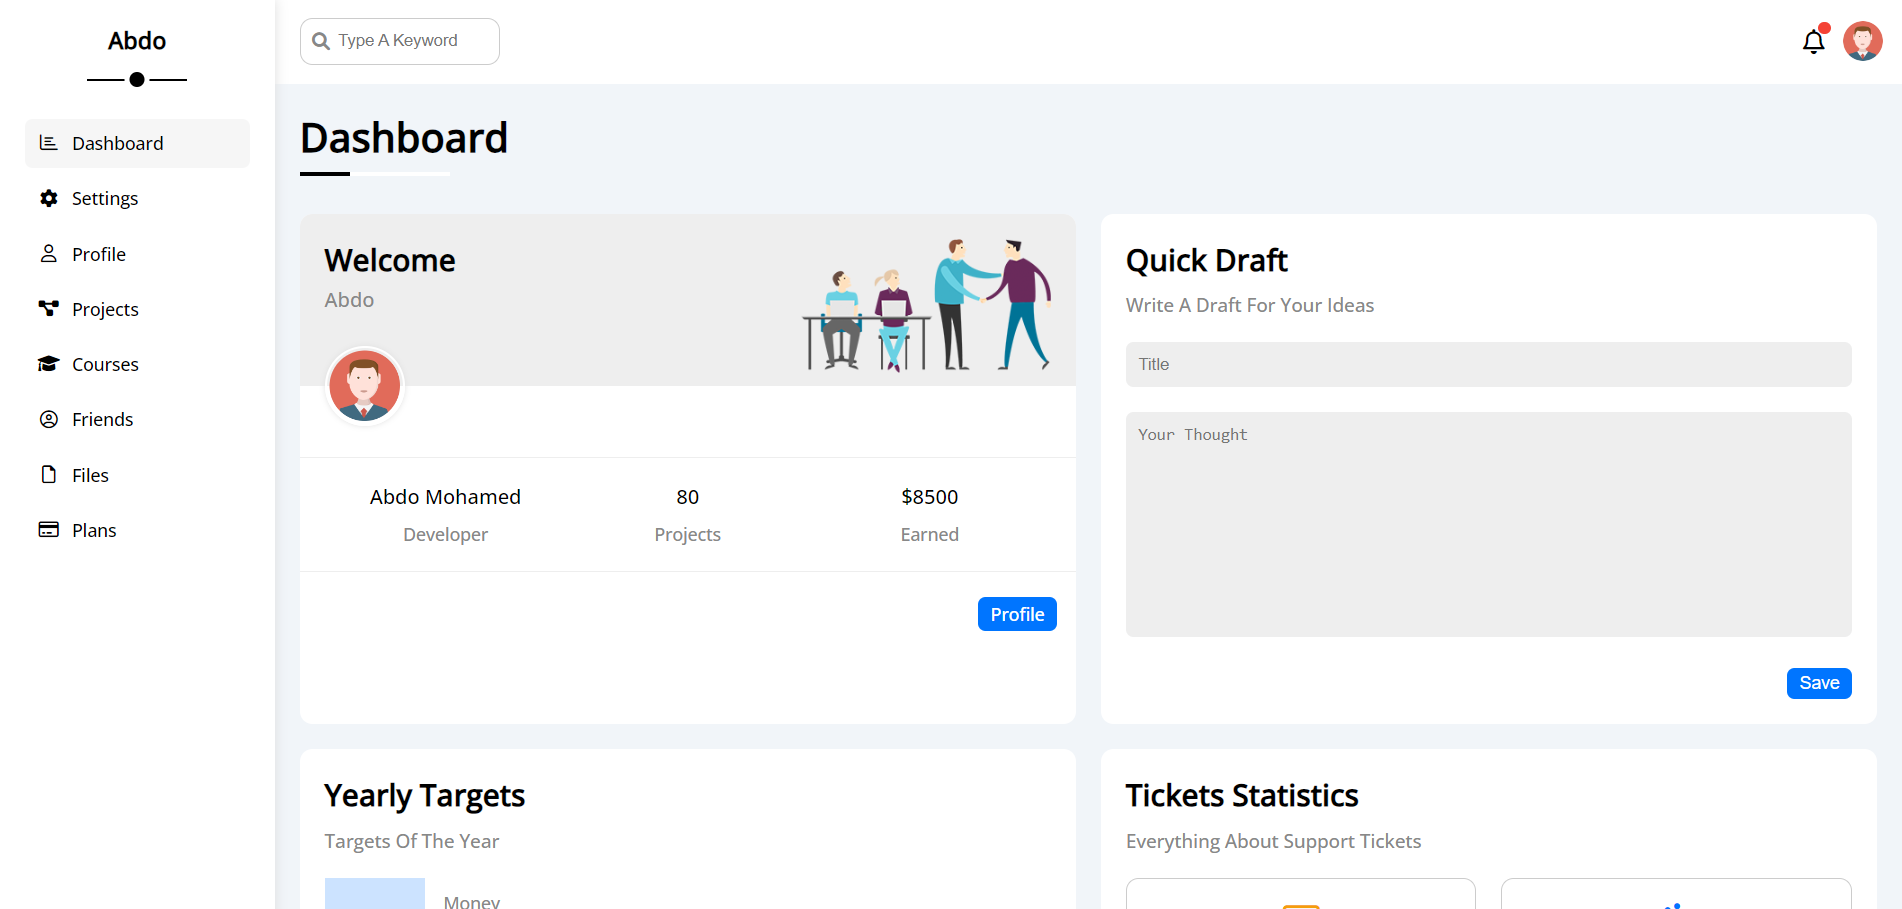 Abdo
Type A Keyword
Dashboard
Settings
Profile
Projects
Courses
Friends
Files
Plans
Dashboard
Welcome
Abdo
Abdo Mohamed
Developer
80
Projects
$8500
Earned
Profile
Quick Draft
Write A Draft For Your Ideas
Title
Your Thought
Save
Yearly Targets
Targets Of The Year
Money
Tickets Statistics
Everything About Support Tickets